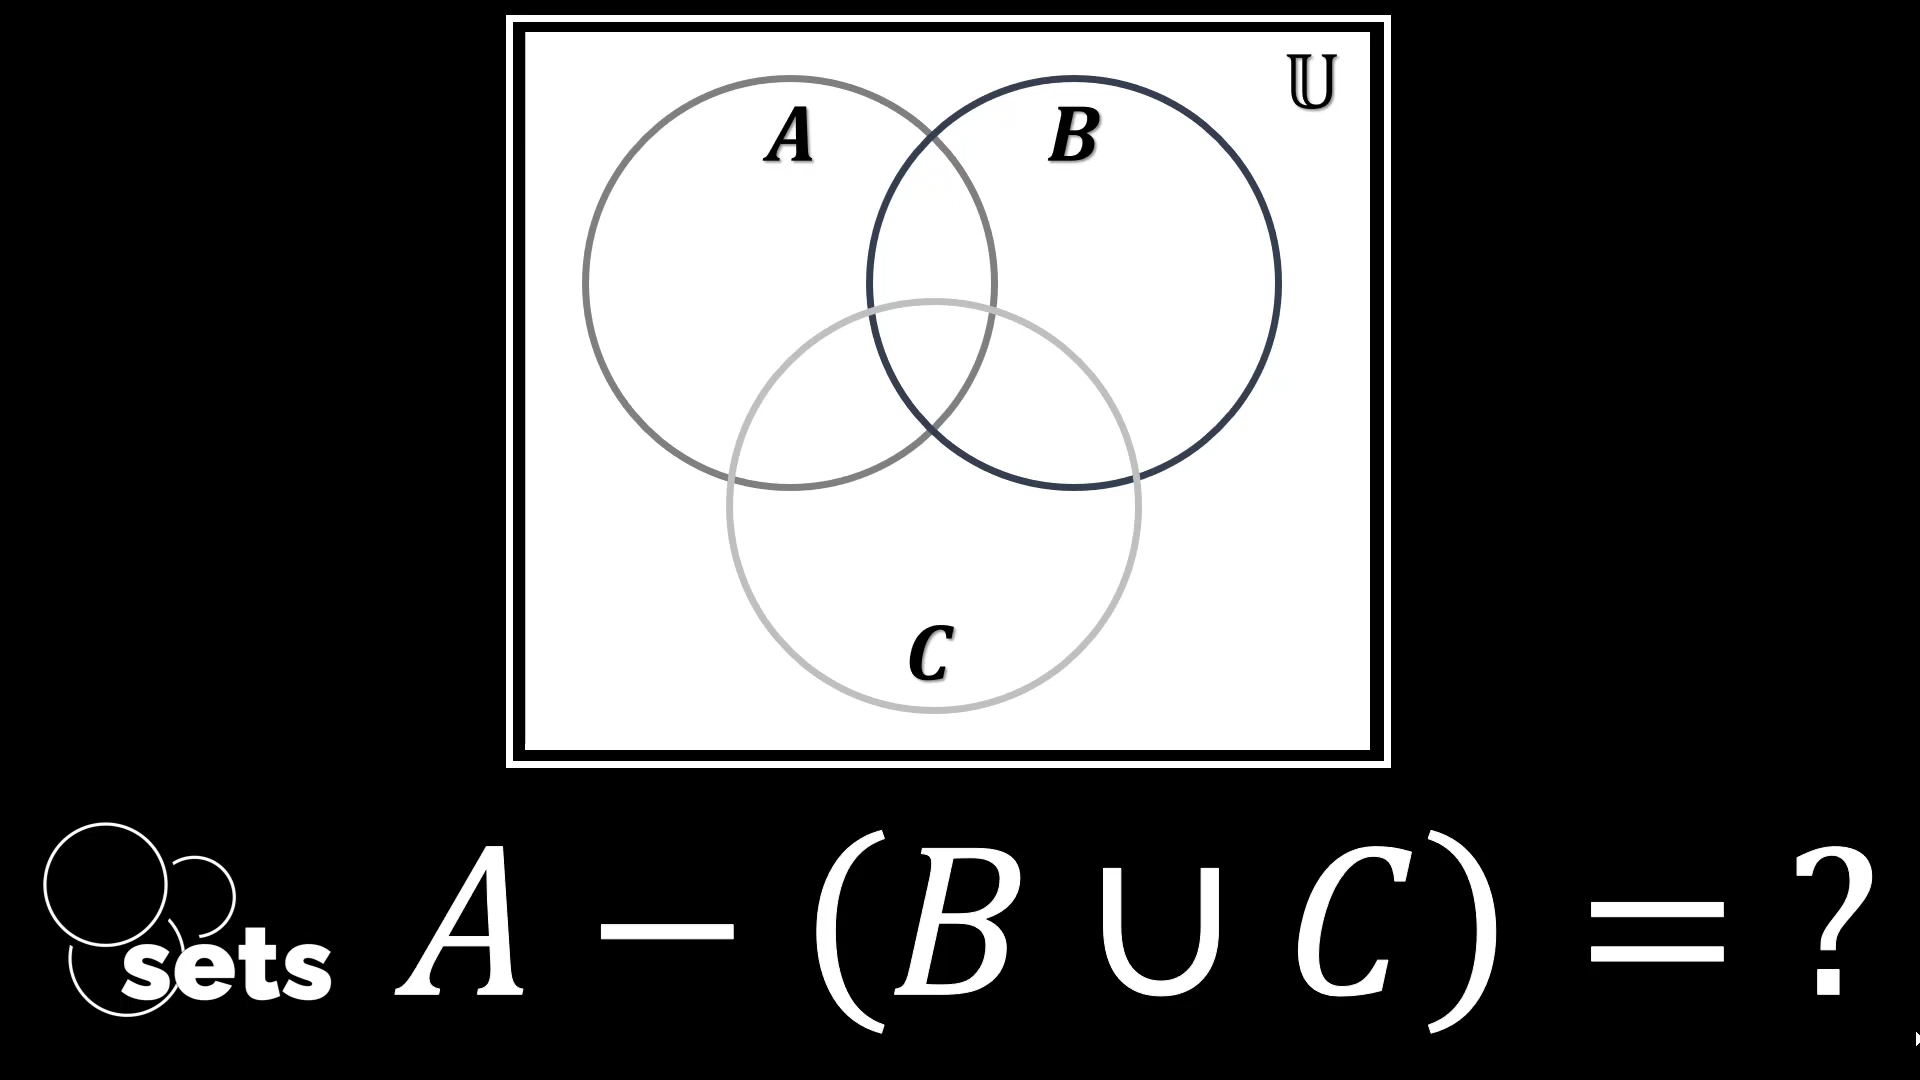 𝕌
A B
C
sets
A − (B ∪ C) = ?